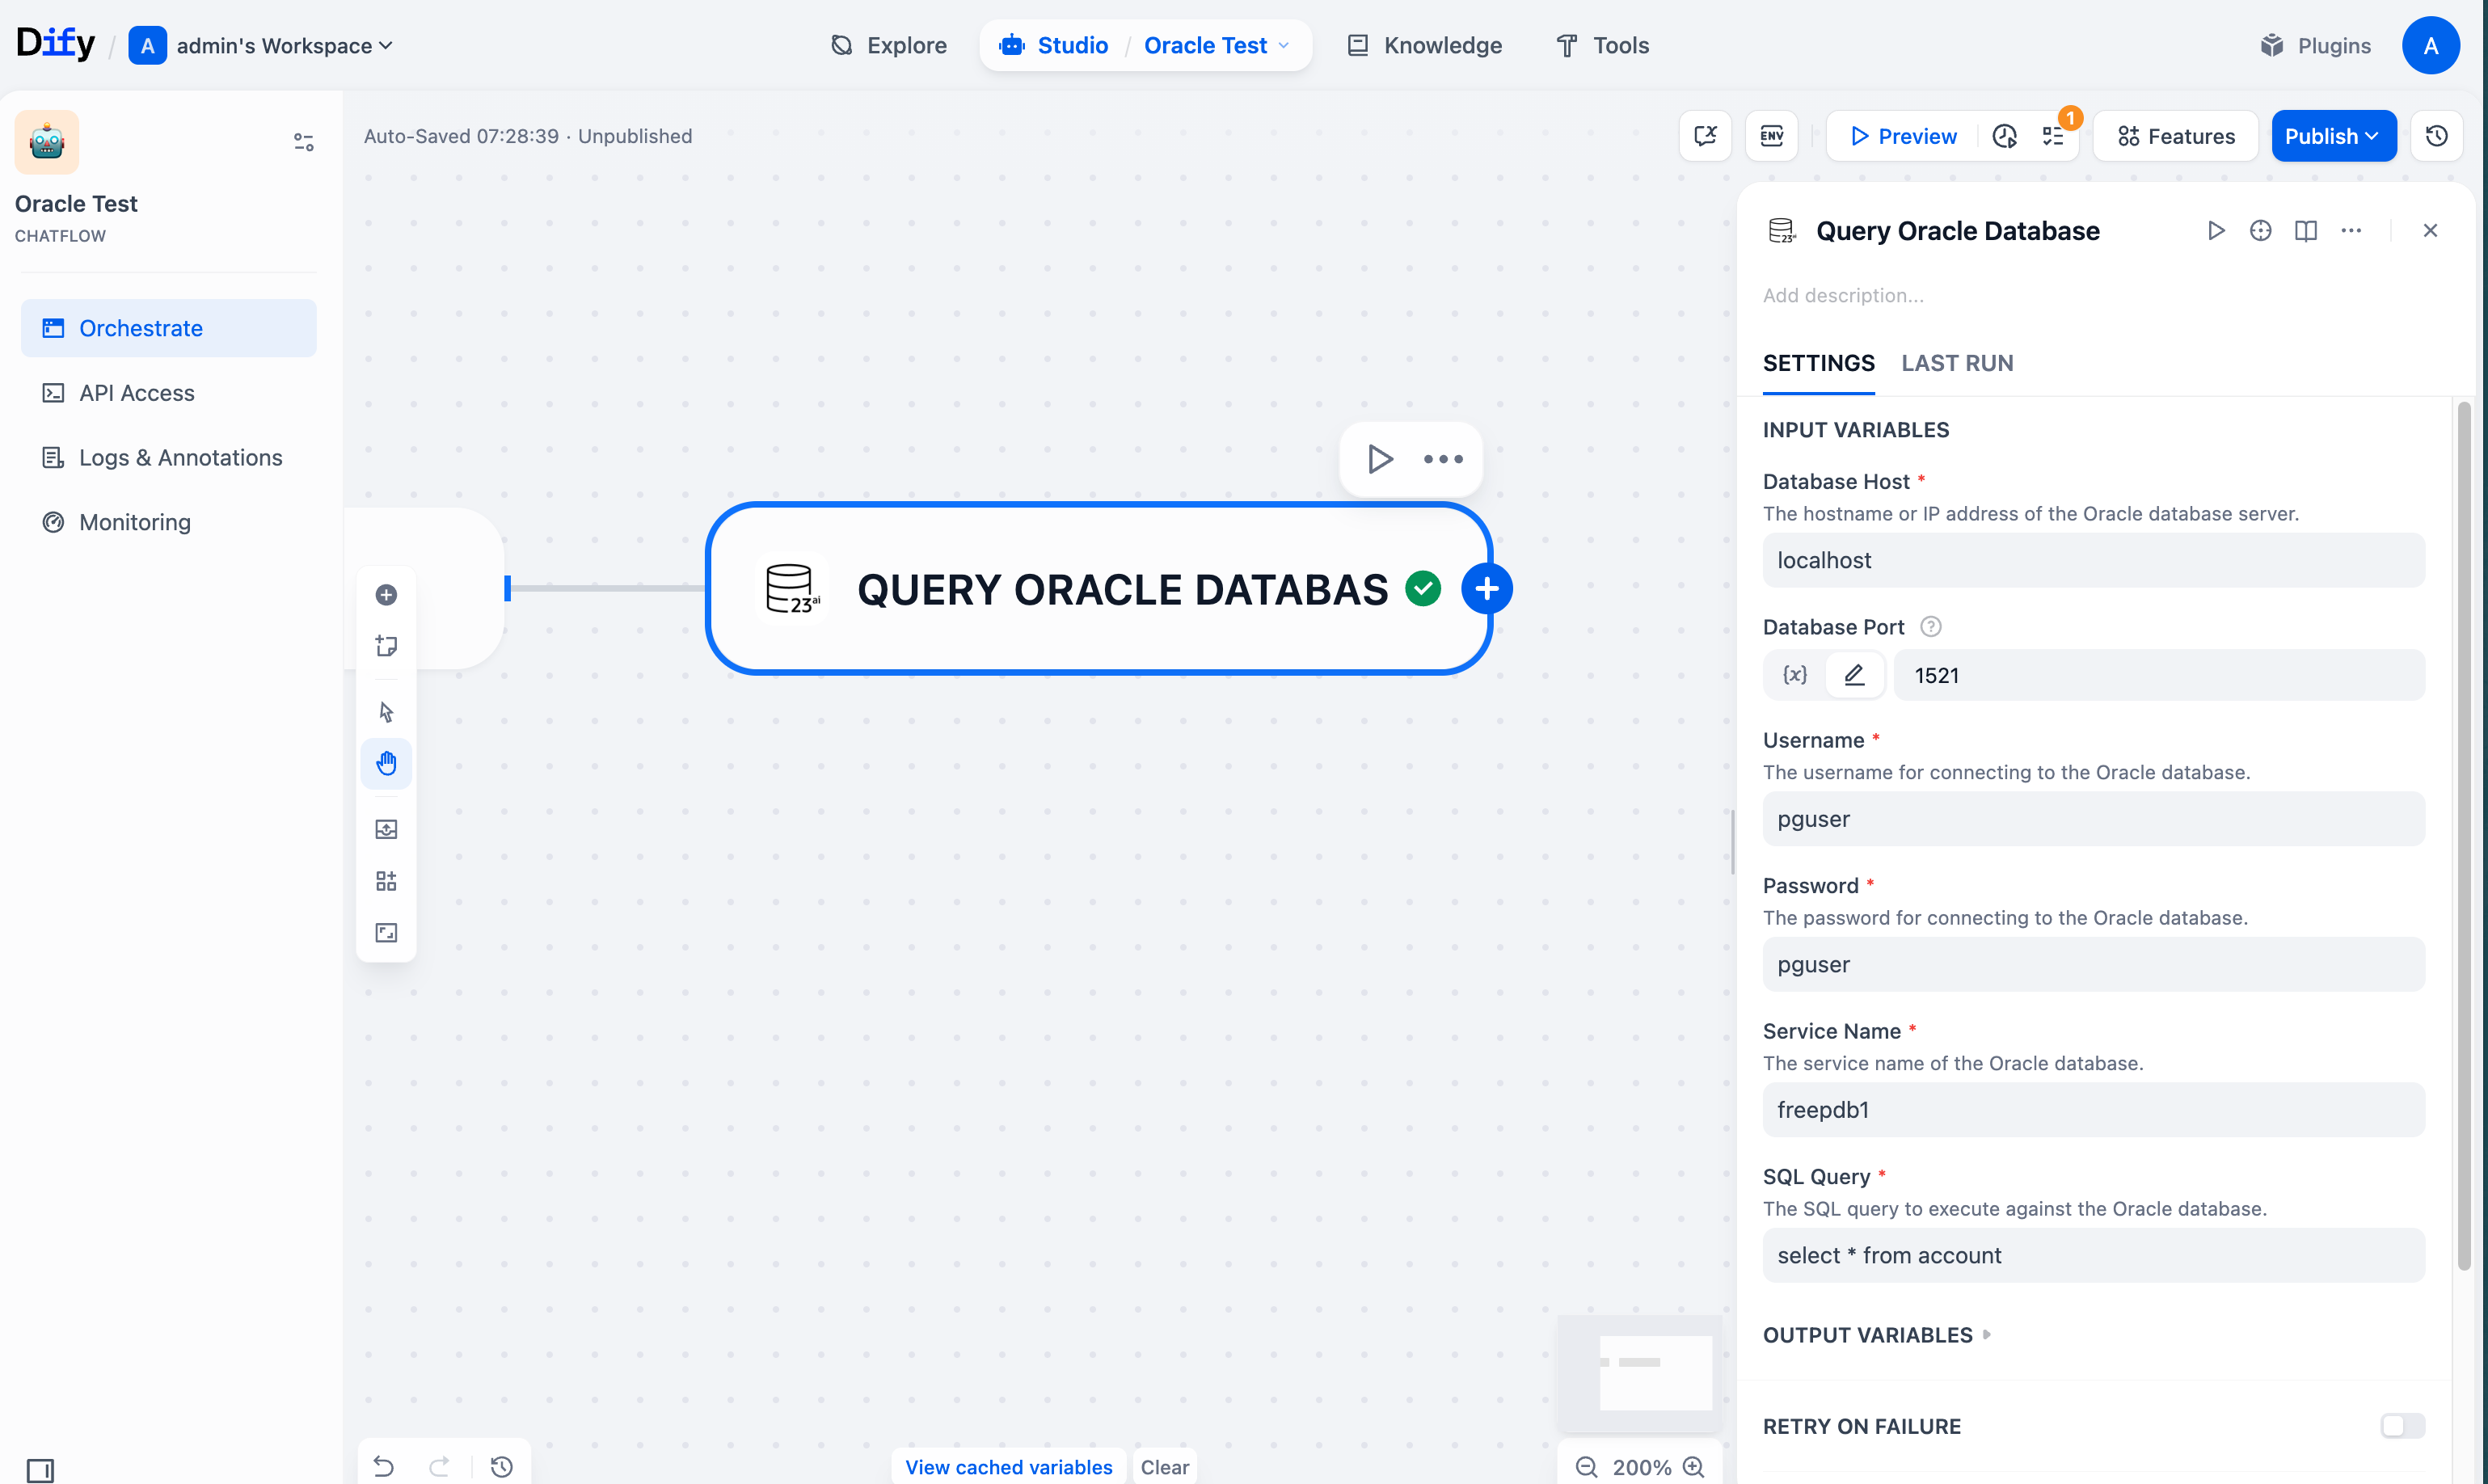 Dify / A admin's Workspace
Explore
Studio / Oracle Test
Knowledge
Tools
Plugins
A
Oracle Test
CHATFLOW
Orchestrate
API Access
Logs & Annotations
Monitoring
Auto-Saved 07:28:39 · Unpublished
ENV
Preview
1
Features
Publish
QUERY ORACLE DATABAS
23ai
View cached variables
Clear
200%
23ai
Query Oracle Database
Add description...
SETTINGS
LAST RUN
INPUT VARIABLES
Database Host *
The hostname or IP address of the Oracle database server.
localhost
Database Port ?
{x}
1521
Username *
The username for connecting to the Oracle database.
pguser
Password *
The password for connecting to the Oracle database.
pguser
Service Name *
The service name of the Oracle database.
freepdb1
SQL Query *
The SQL query to execute against the Oracle database.
select * from account
OUTPUT VARIABLES
RETRY ON FAILURE